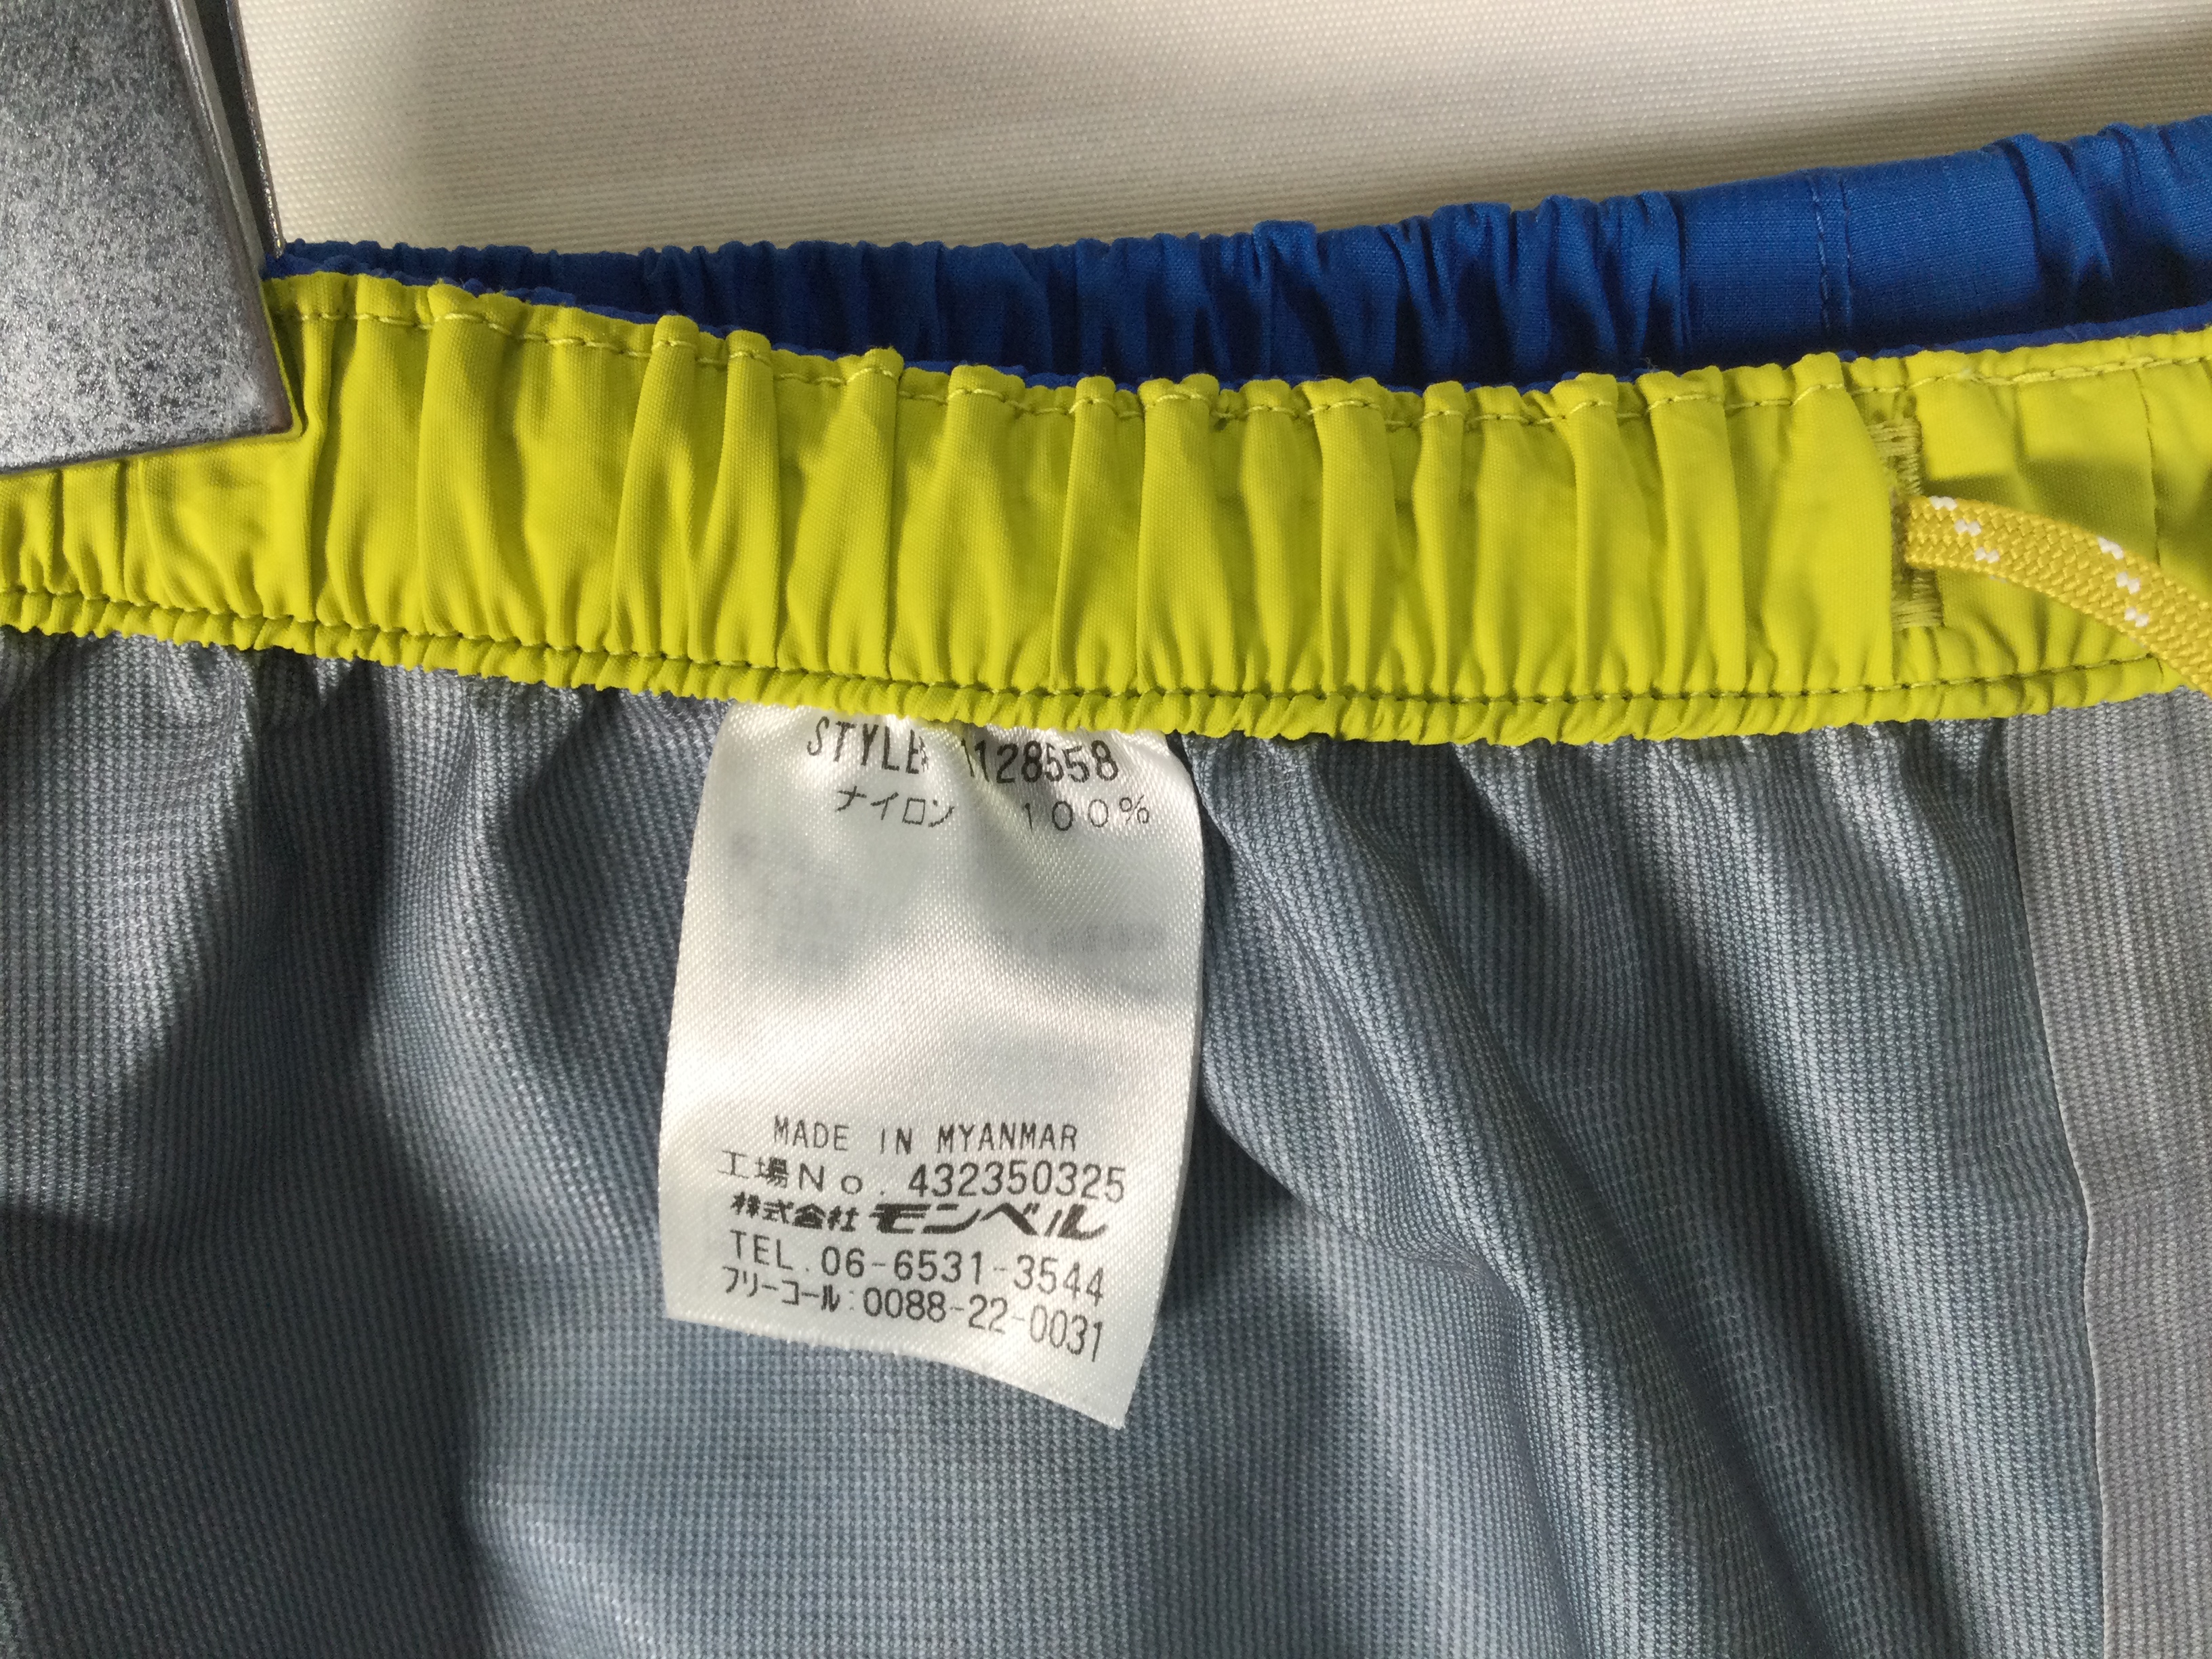 STYLE 1128558
ナイロン 100%
MADE IN MYANMAR
工場No. 432350325
株式会社 モンベル
TEL.06-6531-3544
フリーコール:0088-22-0031